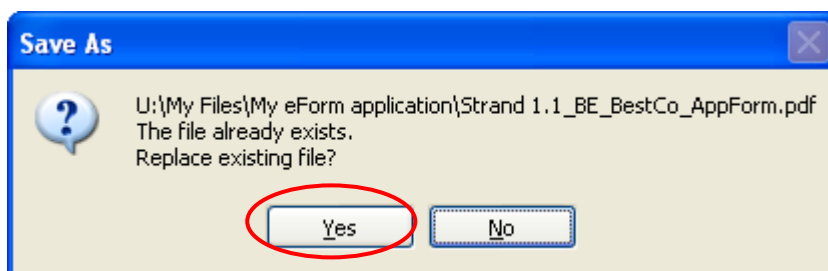 Save As
U:\My Files\My eForm application\Strand 1.1_BE_BestCo_AppForm.pdf
The file already exists.
Replace existing file?
Yes No